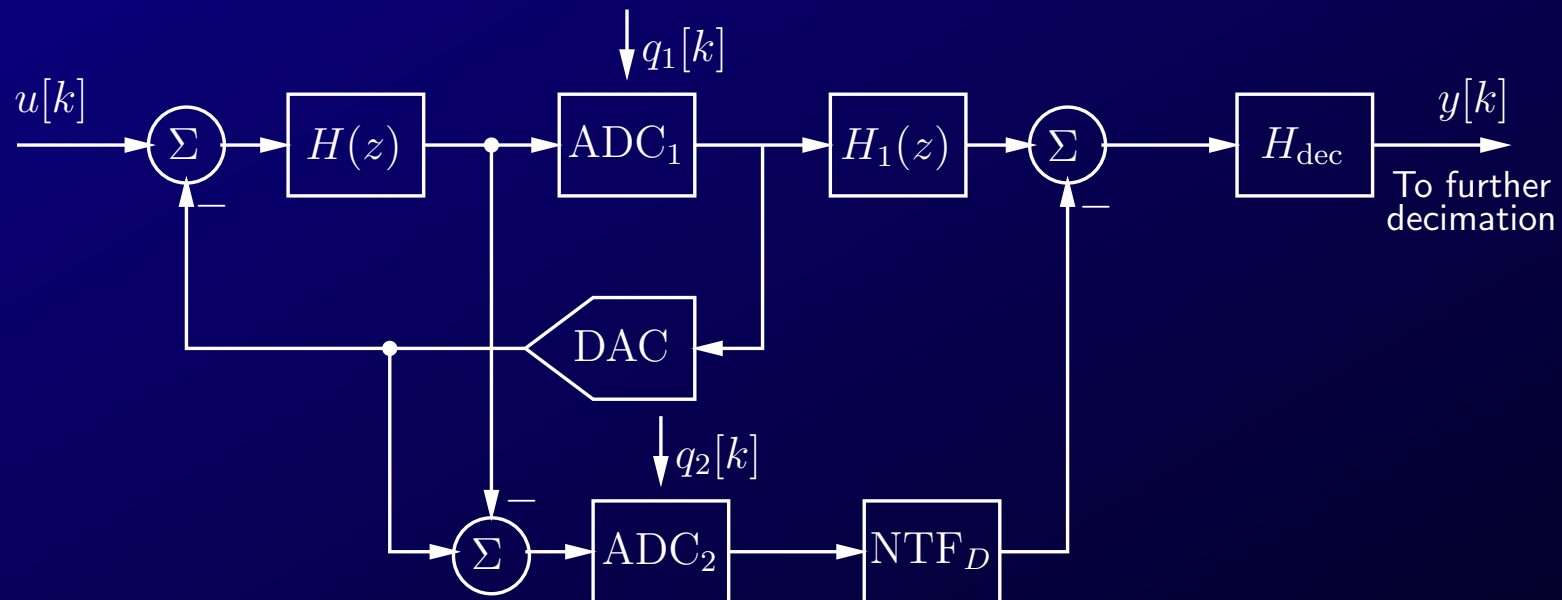 q₁[k]
u[k]
y[k]
Σ
H(z)
ADC₁
H₁(z)
Σ
H_dec
−
−
To further
decimation
DAC
q₂[k]
−
Σ
ADC₂
NTF_D